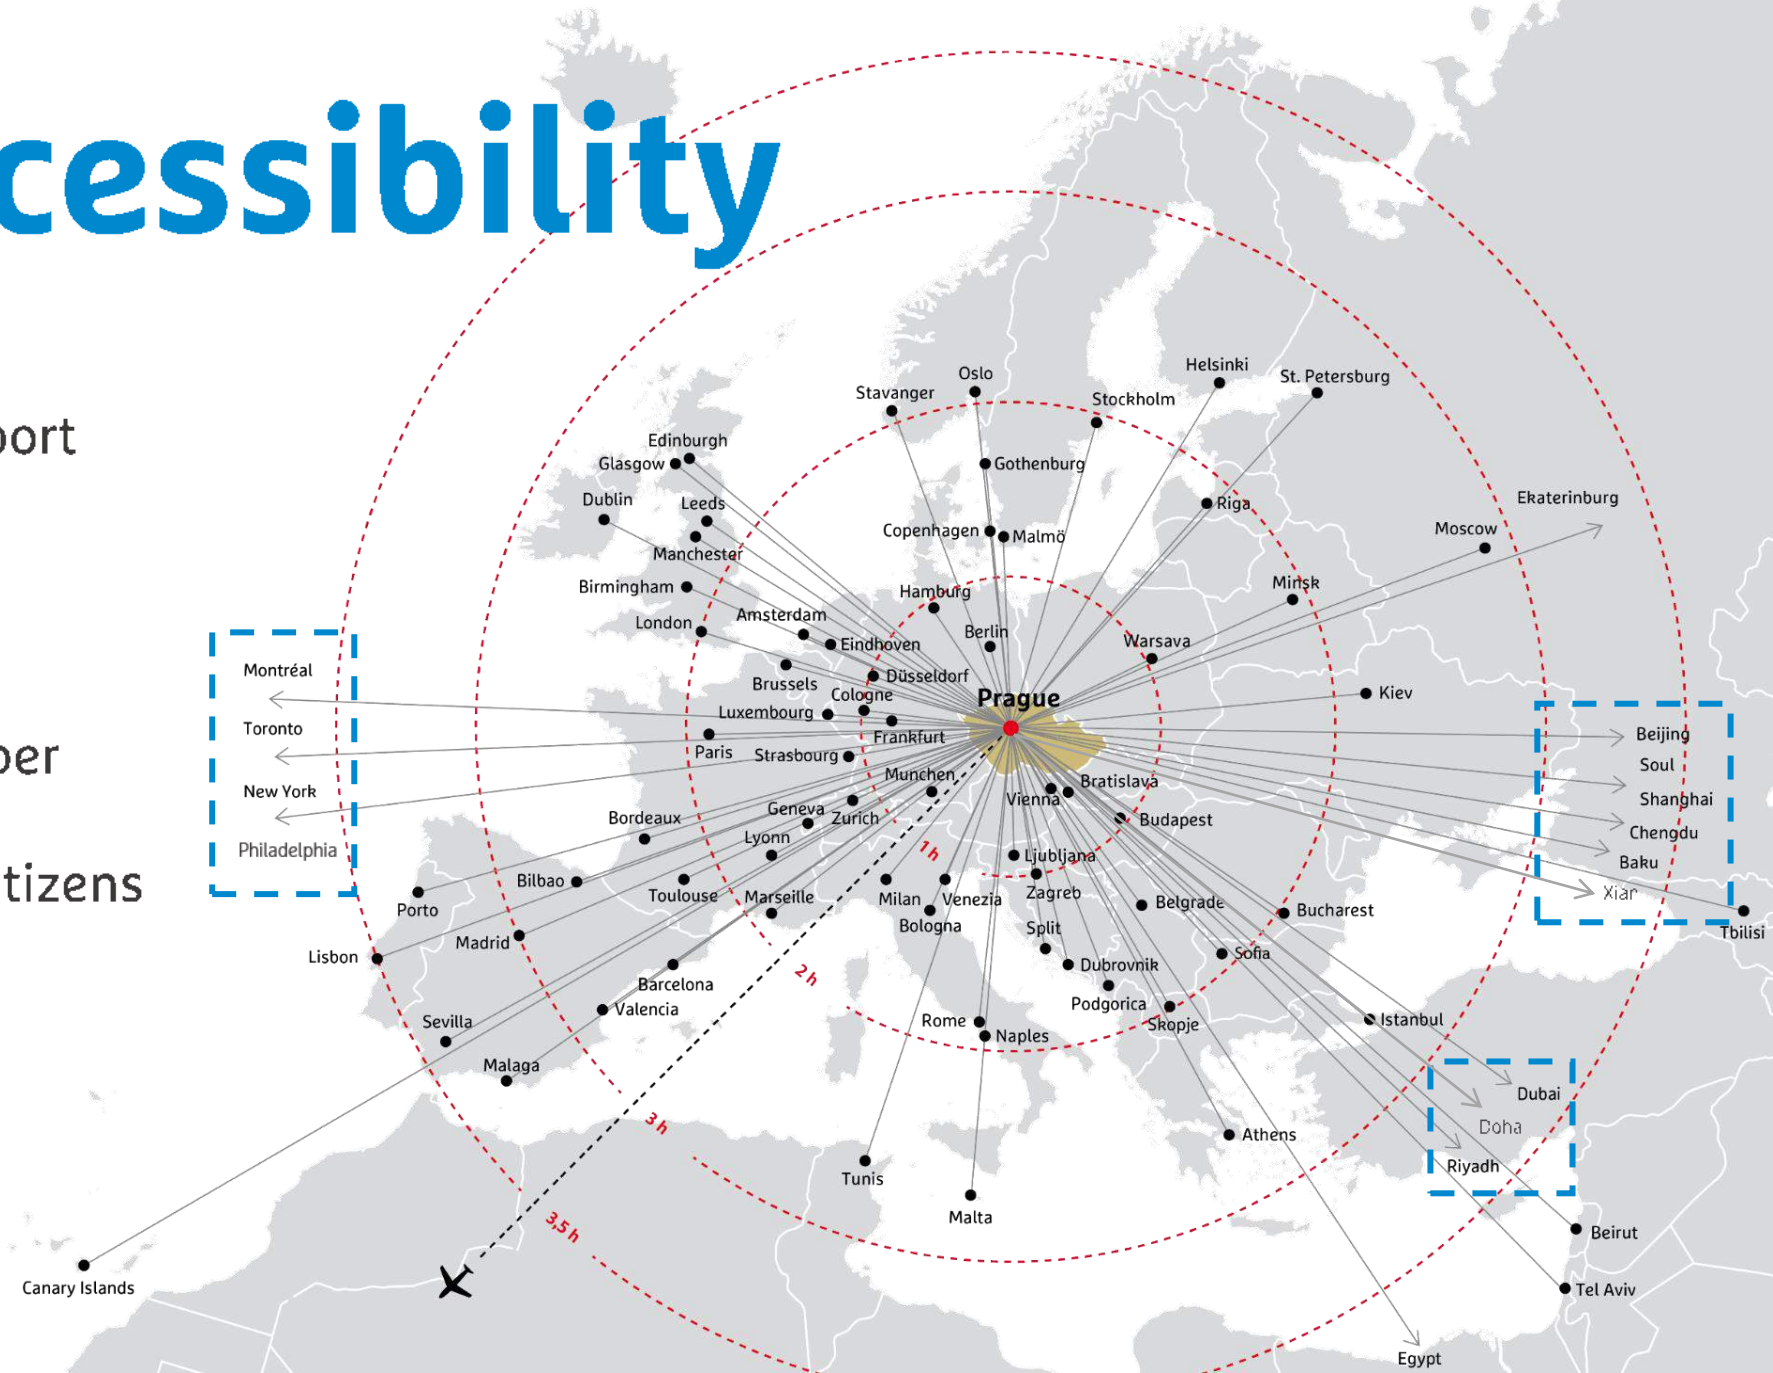 cessibility
Oslo
Helsinki
St. Petersburg
Stavanger
Stockholm
port
Edinburgh
Glasgow
Gothenburg
Dublin
Leeds
Riga
Ekaterinburg
Copenhagen
Malmö
Moscow
Manchester
Birmingham
Hamburg
Minsk
Amsterdam
London
Berlin
Eindhoven
Warsava
Montréal
Brussels
Düsseldorf
Cologne
Prague
Kiev
Luxembourg
Toronto
Frankfurt
Beijing
Paris
Strasbourg
per
Soul
Munchen
Bratislava
New York
Vienna
Shanghai
Geneva
Zurich
Bordeaux
Budapest
Chengdu
Lyonn
Philadelphia
1h
Ljubljana
Baku
tizens
Bilbao
Toulouse
Marseille
Milan
Venezia
Zagreb
Belgrade
Xiar
Porto
Bucharest
Bologna
Split
Tbilisi
Madrid
Lisbon
Sofia
Dubrovnik
2h
Barcelona
Podgorica
Valencia
Sevilla
Rome
Skopje
Istanbul
Naples
Malaga
Dubai
3h
Doha
Athens
Riyadh
Tunis
Malta
3,5h
Beirut
Canary Islands
Tel Aviv
Egypt